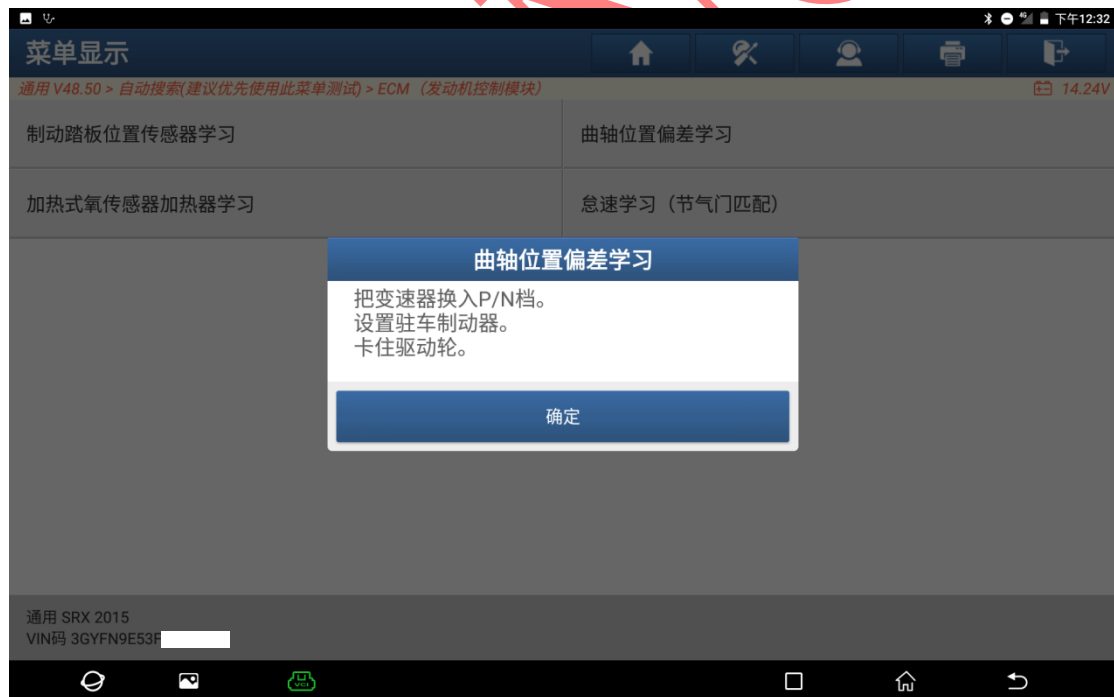 4G 下午12:32
菜单显示
通用 V48.50 > 自动搜索(建议优先使用此菜单测试) > ECM（发动机控制模块）
14.24V
制动踏板位置传感器学习
曲轴位置偏差学习
加热式氧传感器加热器学习
怠速学习（节气门匹配）
曲轴位置偏差学习
把变速器换入P/N档。
设置驻车制动器。
卡住驱动轮。
确定
通用 SRX 2015
VIN码 3GYFN9E53F
VCI